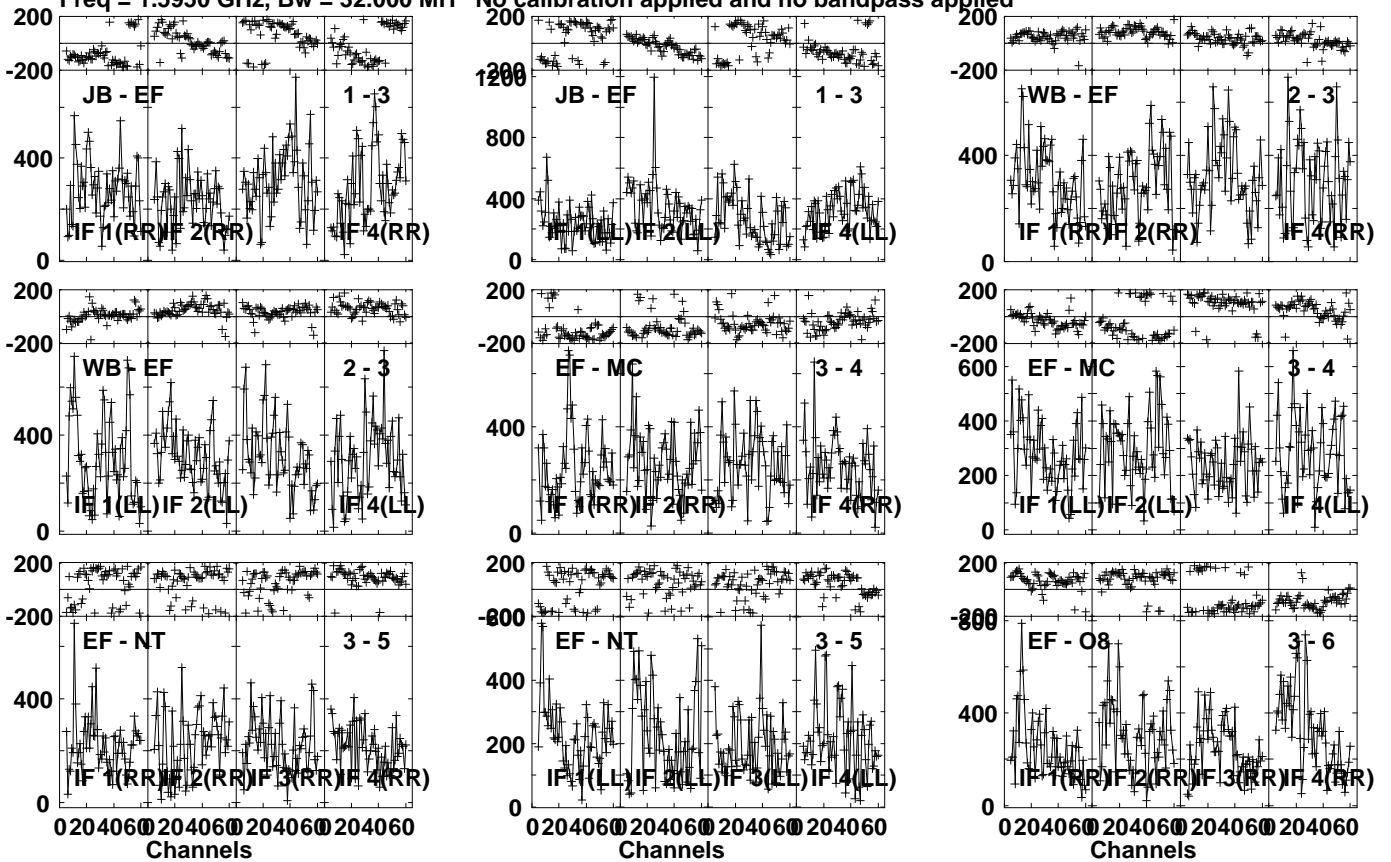 Freq = 1.5950 GHz, Bw = 32.000 MH No calibration applied and no bandpass applied
200
-200
JB - EF 1 - 3
400
0
IF 1(RR) IF 2(RR) IF 4(RR)
200
-200
1200
JB - EF 1 - 3
800
400
0
IF 1(LL) IF 2(LL) IF 4(LL)
200
-200
WB - EF 2 - 3
400
0
IF 1(RR) IF 2(RR) IF 4(RR)
200
-200
WB - EF 2 - 3
400
0
IF 1(LL) IF 2(LL) IF 4(LL)
200
-200
EF - MC 3 - 4
400
0
IF 1(RR) IF 2(RR) IF 4(RR)
200
-200
600
EF - MC 3 - 4
400
200
0
IF 1(LL) IF 2(LL) IF 4(LL)
200
-200
EF - NT 3 - 5
400
0
IF 1(RR) IF 2(RR) IF 3(RR) IF 4(RR)
0 20 40 60 0 20 40 60 0 20 40 60 0 20 40 60
Channels
200
-200
600
EF - NT 3 - 5
400
200
0
IF 1(LL) IF 2(LL) IF 3(LL) IF 4(LL)
0 20 40 60 0 20 40 60 0 20 40 60 0 20 40 60
Channels
200
-200
800
EF - O8 3 - 6
400
0
IF 1(RR) IF 2(RR) IF 3(RR) IF 4(RR)
0 20 40 60 0 20 40 60 0 20 40 60 0 20 40 60
Channels